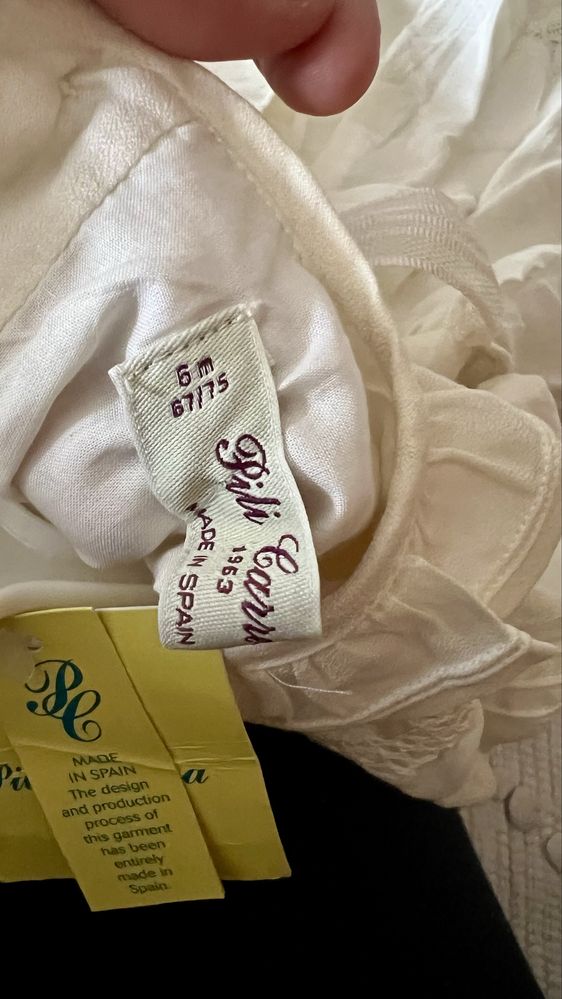 6 M
67/75
Pili Carr
1963
MADE IN SPAIN
PC
MADE
IN SPAIN
The design
and production
process of
this garment
has been
entirely
made in
Spain.